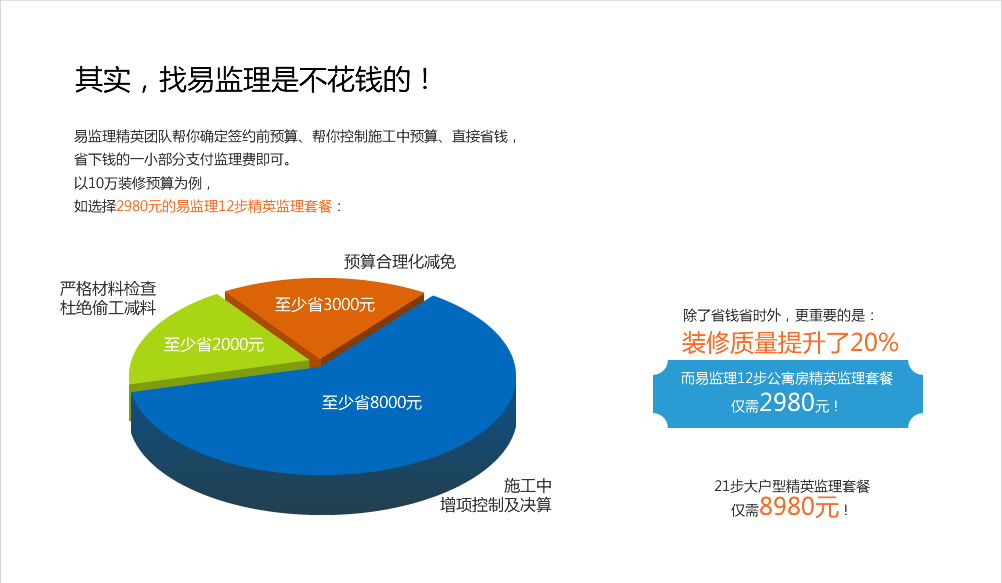 其实，找易监理是不花钱的！
易监理精英团队帮你确定签约前预算、帮你控制施工中预算、直接省钱，
省下钱的一小部分支付监理费即可。
以10万装修预算为例，
如选择2980元的易监理12步精英监理套餐：
预算合理化减免
严格材料检查
杜绝偷工减料
至少省3000元
至少省2000元
至少省8000元
施工中
增项控制及决算
除了省钱省时外，更重要的是：
装修质量提升了20%
而易监理12步公寓房精英监理套餐
仅需2980元！
21步大户型精英监理套餐
仅需8980元！